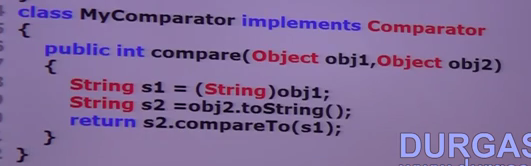 class MyComparator implements Comparator
{
public int compare(Object obj1,Object obj2)
{
String s1 = (String)obj1;
String s2 =obj2.toString();
return s2.compareTo(s1);
}
}
DURGAS